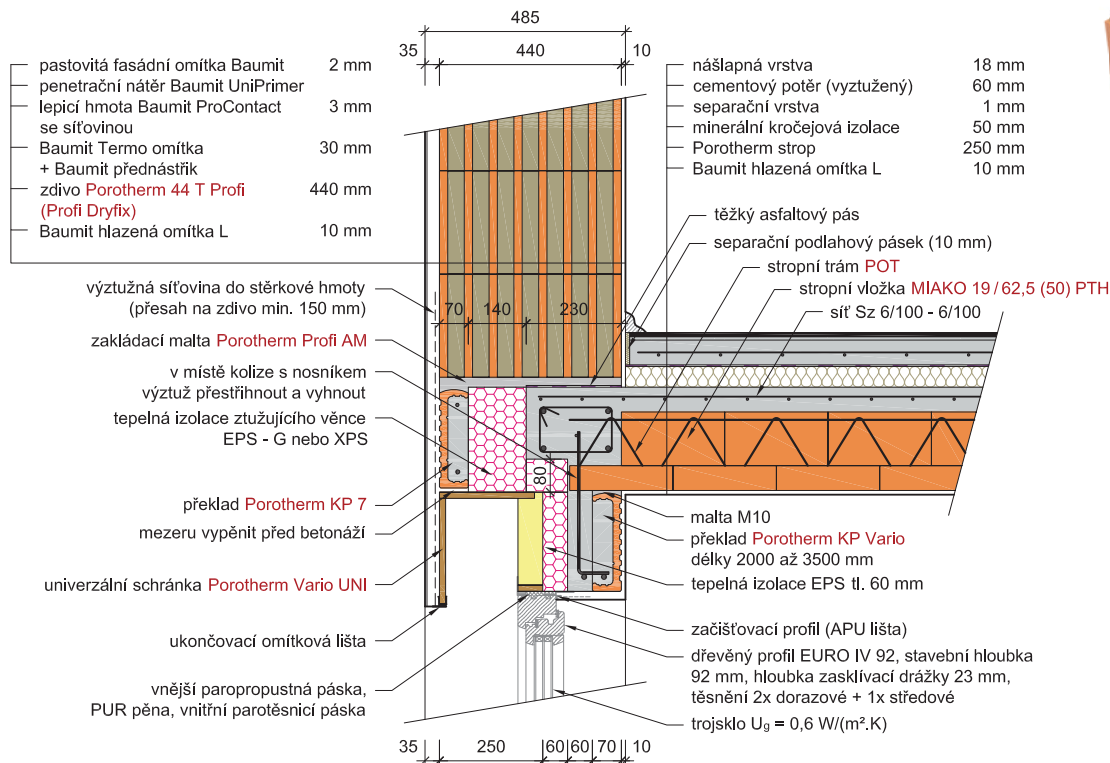 485
35 440 10
pastovitá fasádní omítka Baumit 2 mm
penetrační nátěr Baumit UniPrimer
lepicí hmota Baumit ProContact 3 mm
se síťovinou
Baumit Termo omítka 30 mm
+ Baumit přednástřik
zdivo Porotherm 44 T Profi 440 mm
(Profi Dryfix)
Baumit hlazená omítka L 10 mm
nášlapná vrstva 18 mm
cementový potěr (vyztužený) 60 mm
separační vrstva 1 mm
minerální kročejová izolace 50 mm
Porotherm strop 250 mm
Baumit hlazená omítka L 10 mm
těžký asfaltový pás
separační podlahový pásek (10 mm)
stropní trám POT
stropní vložka MIAKO 19 / 62,5 (50) PTH
síť Sz 6/100 - 6/100
výztužná síťovina do stěrkové hmoty
(přesah na zdivo min. 150 mm)
70 140 230
zakládací malta Porotherm Profi AM
v místě kolize s nosníkem
výztuž přestřihnout a vyhnout
tepelná izolace ztužujícího věnce
EPS - G nebo XPS
80
překlad Porotherm KP 7
mezeru vypěnit před betonáží
univerzální schránka Porotherm Vario UNI
ukončovací omítková lišta
vnější paropropustná páska,
PUR pěna, vnitřní parotěsnicí páska
malta M10
překlad Porotherm KP Vario
délky 2000 až 3500 mm
tepelná izolace EPS tl. 60 mm
začišťovací profil (APU lišta)
dřevěný profil EURO IV 92, stavební hloubka
92 mm, hloubka zasklívací drážky 23 mm,
těsnění 2x dorazové + 1x středové
trojsklo Ug = 0,6 W/(m².K)
35 250 60 60 70 10